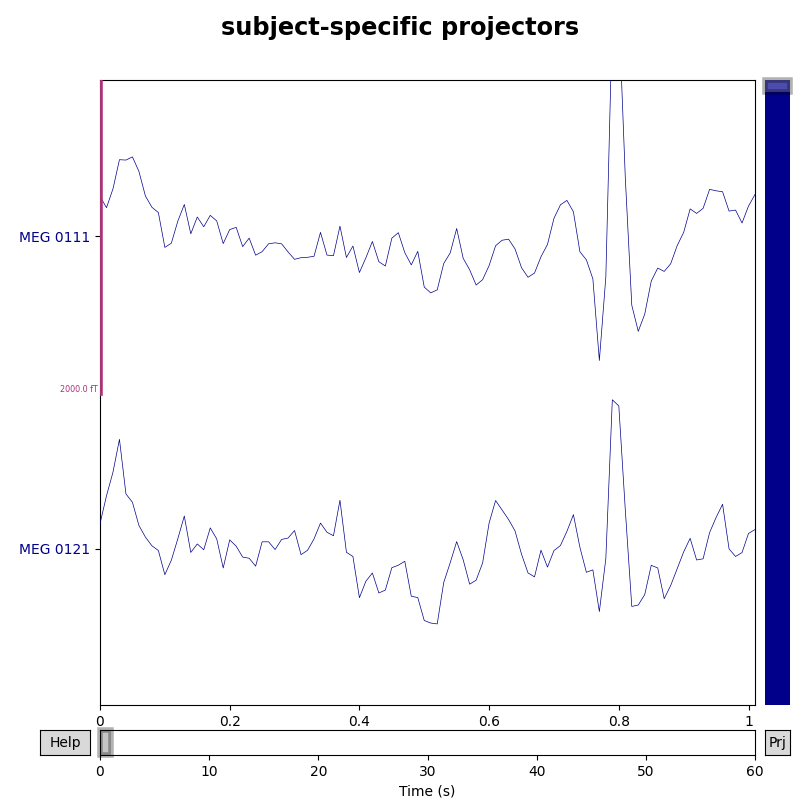 subject-specific projectors
MEG 0111
2000.0 fT
MEG 0121
0 0.2 0.4 0.6 0.8 1
Help
Prj
0 10 20 30 40 50 60
Time (s)